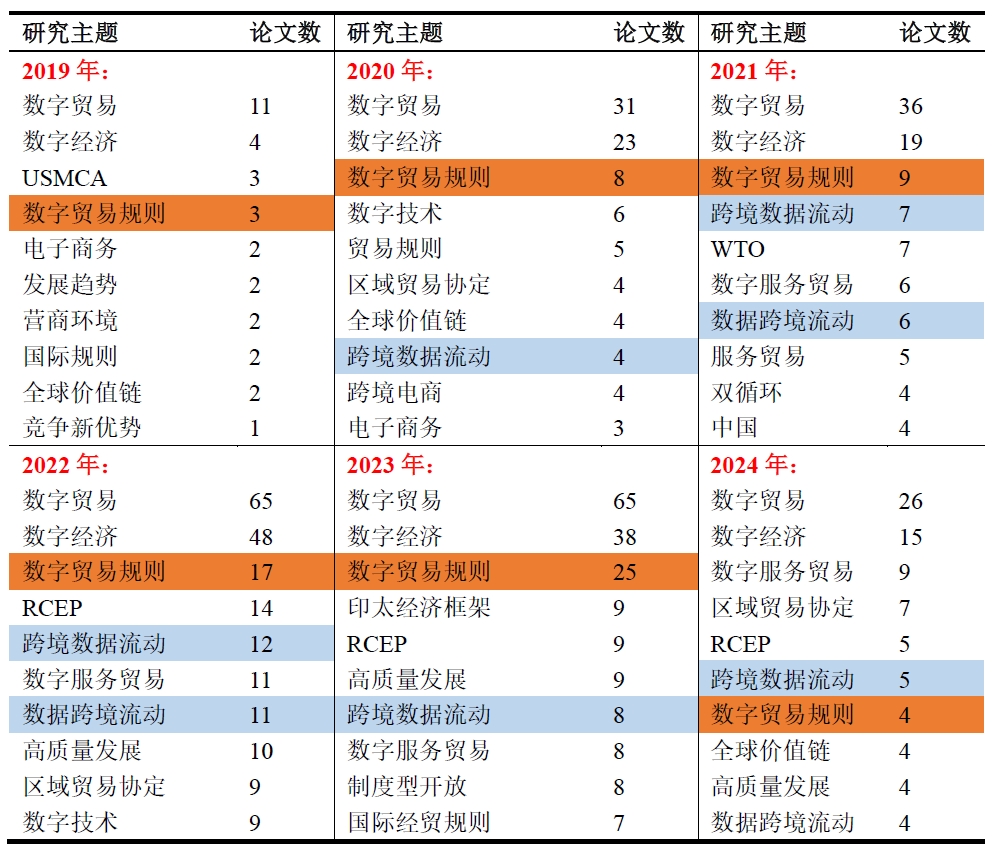 研究主题 论文数 研究主题 论文数 研究主题 论文数
2019 年： 2020 年： 2021 年：
数字贸易 11 数字贸易 31 数字贸易 36
数字经济 4 数字经济 23 数字经济 19
USMCA 3 数字贸易规则 8 数字贸易规则 9
数字贸易规则 3 数字技术 6 跨境数据流动 7
电子商务 2 贸易规则 5 WTO 7
发展趋势 2 区域贸易协定 4 数字服务贸易 6
营商环境 2 全球价值链 4 数据跨境流动 6
国际规则 2 跨境数据流动 4 服务贸易 5
全球价值链 2 跨境电商 4 双循环 4
竞争新优势 1 电子商务 3 中国 4
2022 年： 2023 年： 2024 年：
数字贸易 65 数字贸易 65 数字贸易 26
数字经济 48 数字经济 38 数字经济 15
数字贸易规则 17 数字贸易规则 25 数字服务贸易 9
RCEP 14 印太经济框架 9 区域贸易协定 7
跨境数据流动 12 RCEP 9 RCEP 5
数字服务贸易 11 高质量发展 9 跨境数据流动 5
数据跨境流动 11 跨境数据流动 8 数字贸易规则 4
高质量发展 10 数字服务贸易 8 全球价值链 4
区域贸易协定 9 制度型开放 8 高质量发展 4
数字技术 9 国际经贸规则 7 数据跨境流动 4